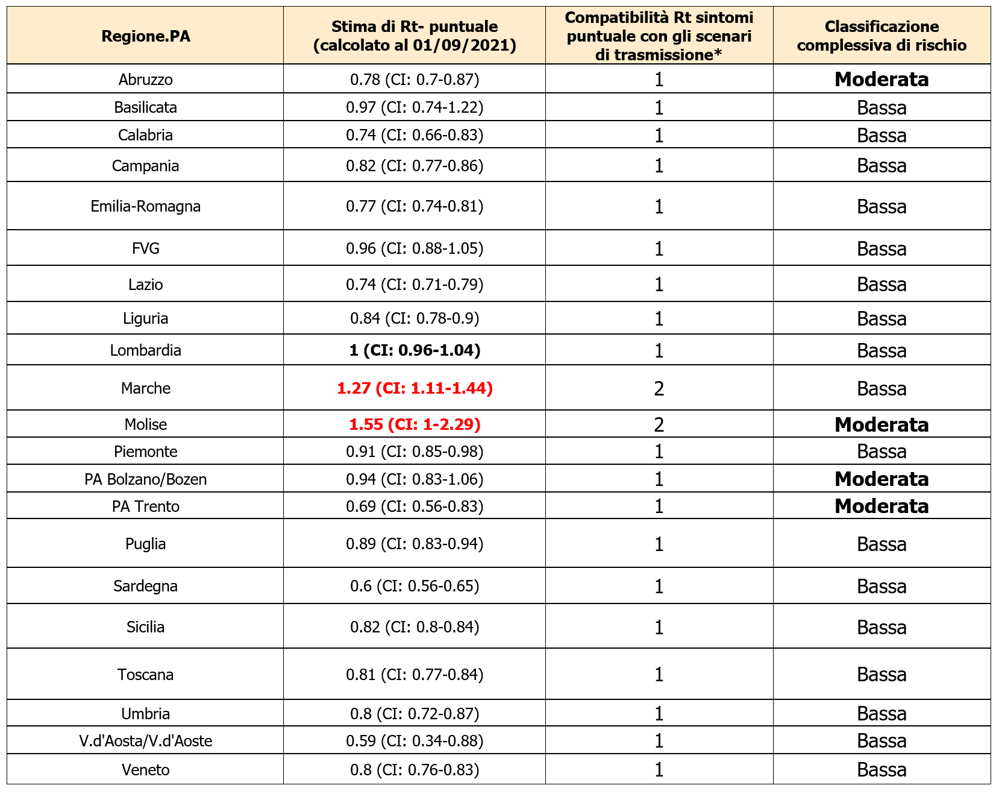 Regione.PA
Stima di Rt- puntuale
(calcolato al 01/09/2021)
Compatibilità Rt sintomi
puntuale con gli scenari
di trasmissione*
Classificazione
complessiva di rischio
Abruzzo 0.78 (CI: 0.7-0.87) 1 Moderata
Basilicata 0.97 (CI: 0.74-1.22) 1 Bassa
Calabria 0.74 (CI: 0.66-0.83) 1 Bassa
Campania 0.82 (CI: 0.77-0.86) 1 Bassa
Emilia-Romagna 0.77 (CI: 0.74-0.81) 1 Bassa
FVG 0.96 (CI: 0.88-1.05) 1 Bassa
Lazio 0.74 (CI: 0.71-0.79) 1 Bassa
Liguria 0.84 (CI: 0.78-0.9) 1 Bassa
Lombardia 1 (CI: 0.96-1.04) 1 Bassa
Marche 1.27 (CI: 1.11-1.44) 2 Bassa
Molise 1.55 (CI: 1-2.29) 2 Moderata
Piemonte 0.91 (CI: 0.85-0.98) 1 Bassa
PA Bolzano/Bozen 0.94 (CI: 0.83-1.06) 1 Moderata
PA Trento 0.69 (CI: 0.56-0.83) 1 Moderata
Puglia 0.89 (CI: 0.83-0.94) 1 Bassa
Sardegna 0.6 (CI: 0.56-0.65) 1 Bassa
Sicilia 0.82 (CI: 0.8-0.84) 1 Bassa
Toscana 0.81 (CI: 0.77-0.84) 1 Bassa
Umbria 0.8 (CI: 0.72-0.87) 1 Bassa
V.d'Aosta/V.d'Aoste 0.59 (CI: 0.34-0.88) 1 Bassa
Veneto 0.8 (CI: 0.76-0.83) 1 Bassa